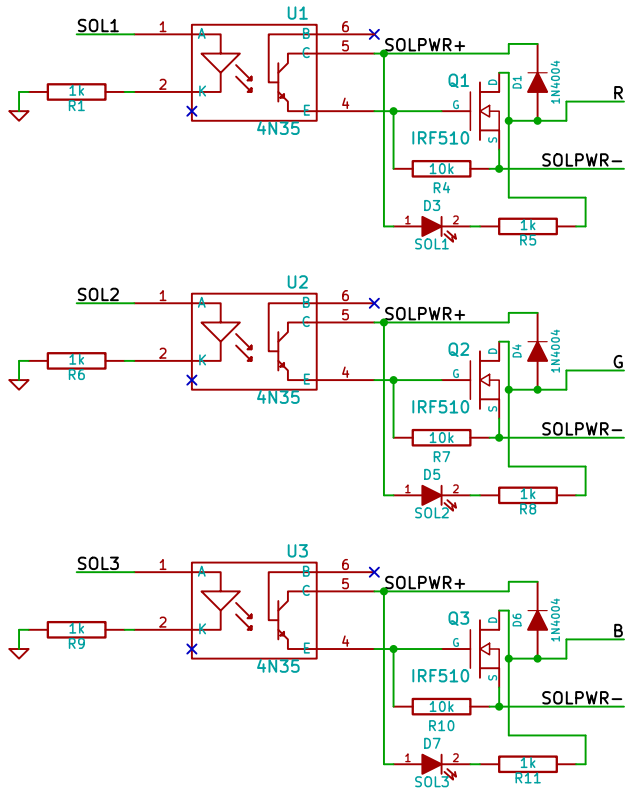 U1
SOL1 1 A B 6
C 5 SOLPWR+
Q1 D D1 1N4004
R
1k 2 K E 4 G
R1
4N35 IRF510 S
SOLPWR-
10k
R4
D3
1 2 1k
SOL1 R5
U2
SOL2 1 A B 6
C 5 SOLPWR+
Q2 D D4 1N4004
G
1k 2 K E 4 G
R6
4N35 IRF510 S
SOLPWR-
10k
R7
D5
1 2 1k
SOL2 R8
U3
SOL3 1 A B 6
C 5 SOLPWR+
Q3 D D6 1N4004
B
1k 2 K E 4 G
R9
4N35 IRF510 S
SOLPWR-
10k
R10
D7
1 2 1k
SOL3 R11